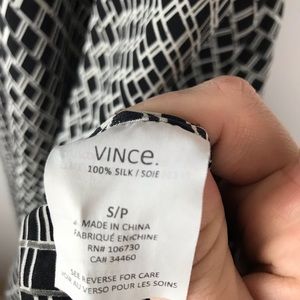 VINCE.
100% SILK / SOIE
S/P
MADE IN CHINA
FABRIQUÉ EN CHINE
RN# 106730
CA# 34460
SEE REVERSE FOR CARE
VOIR AU VERSO POUR LES SOINS